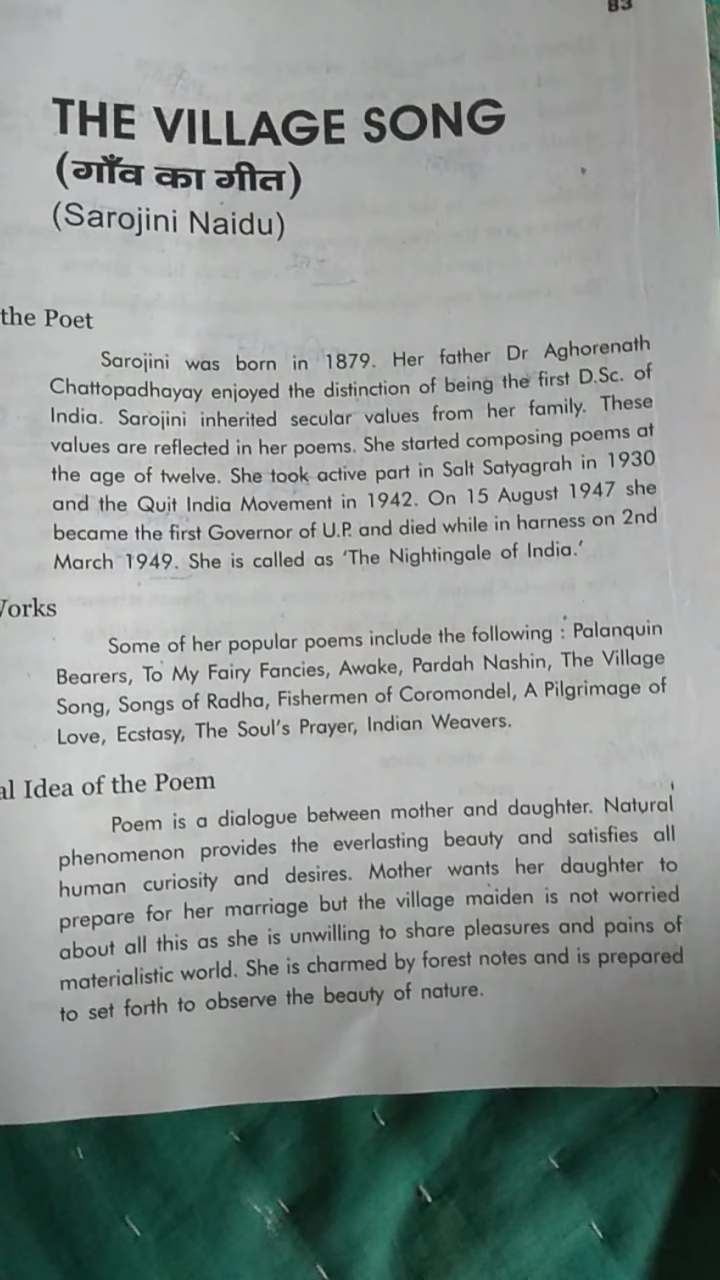 83
THE VILLAGE SONG
(गाँव का गीत)
(Sarojini Naidu)
the Poet
Sarojini was born in 1879. Her father Dr Aghorenath
Chattopadhayay enjoyed the distinction of being the first D.Sc. of
India. Sarojini inherited secular values from her family. These
values are reflected in her poems. She started composing poems at
the age of twelve. She took active part in Salt Satyagrah in 1930
and the Quit India Movement in 1942. On 15 August 1947 she
became the first Governor of U.P. and died while in harness on 2nd
March 1949. She is called as 'The Nightingale of India.'
Works
Some of her popular poems include the following : Palanquin
Bearers, To My Fairy Fancies, Awake, Pardah Nashin, The Village
Song, Songs of Radha, Fishermen of Coromondel, A Pilgrimage of
Love, Ecstasy, The Soul's Prayer, Indian Weavers.
al Idea of the Poem
Poem is a dialogue between mother and daughter. Natural
phenomenon provides the everlasting beauty and satisfies all
human curiosity and desires. Mother wants her daughter to
prepare for her marriage but the village maiden is not worried
about all this as she is unwilling to share pleasures and pains of
materialistic world. She is charmed by forest notes and is prepared
to set forth to observe the beauty of nature.